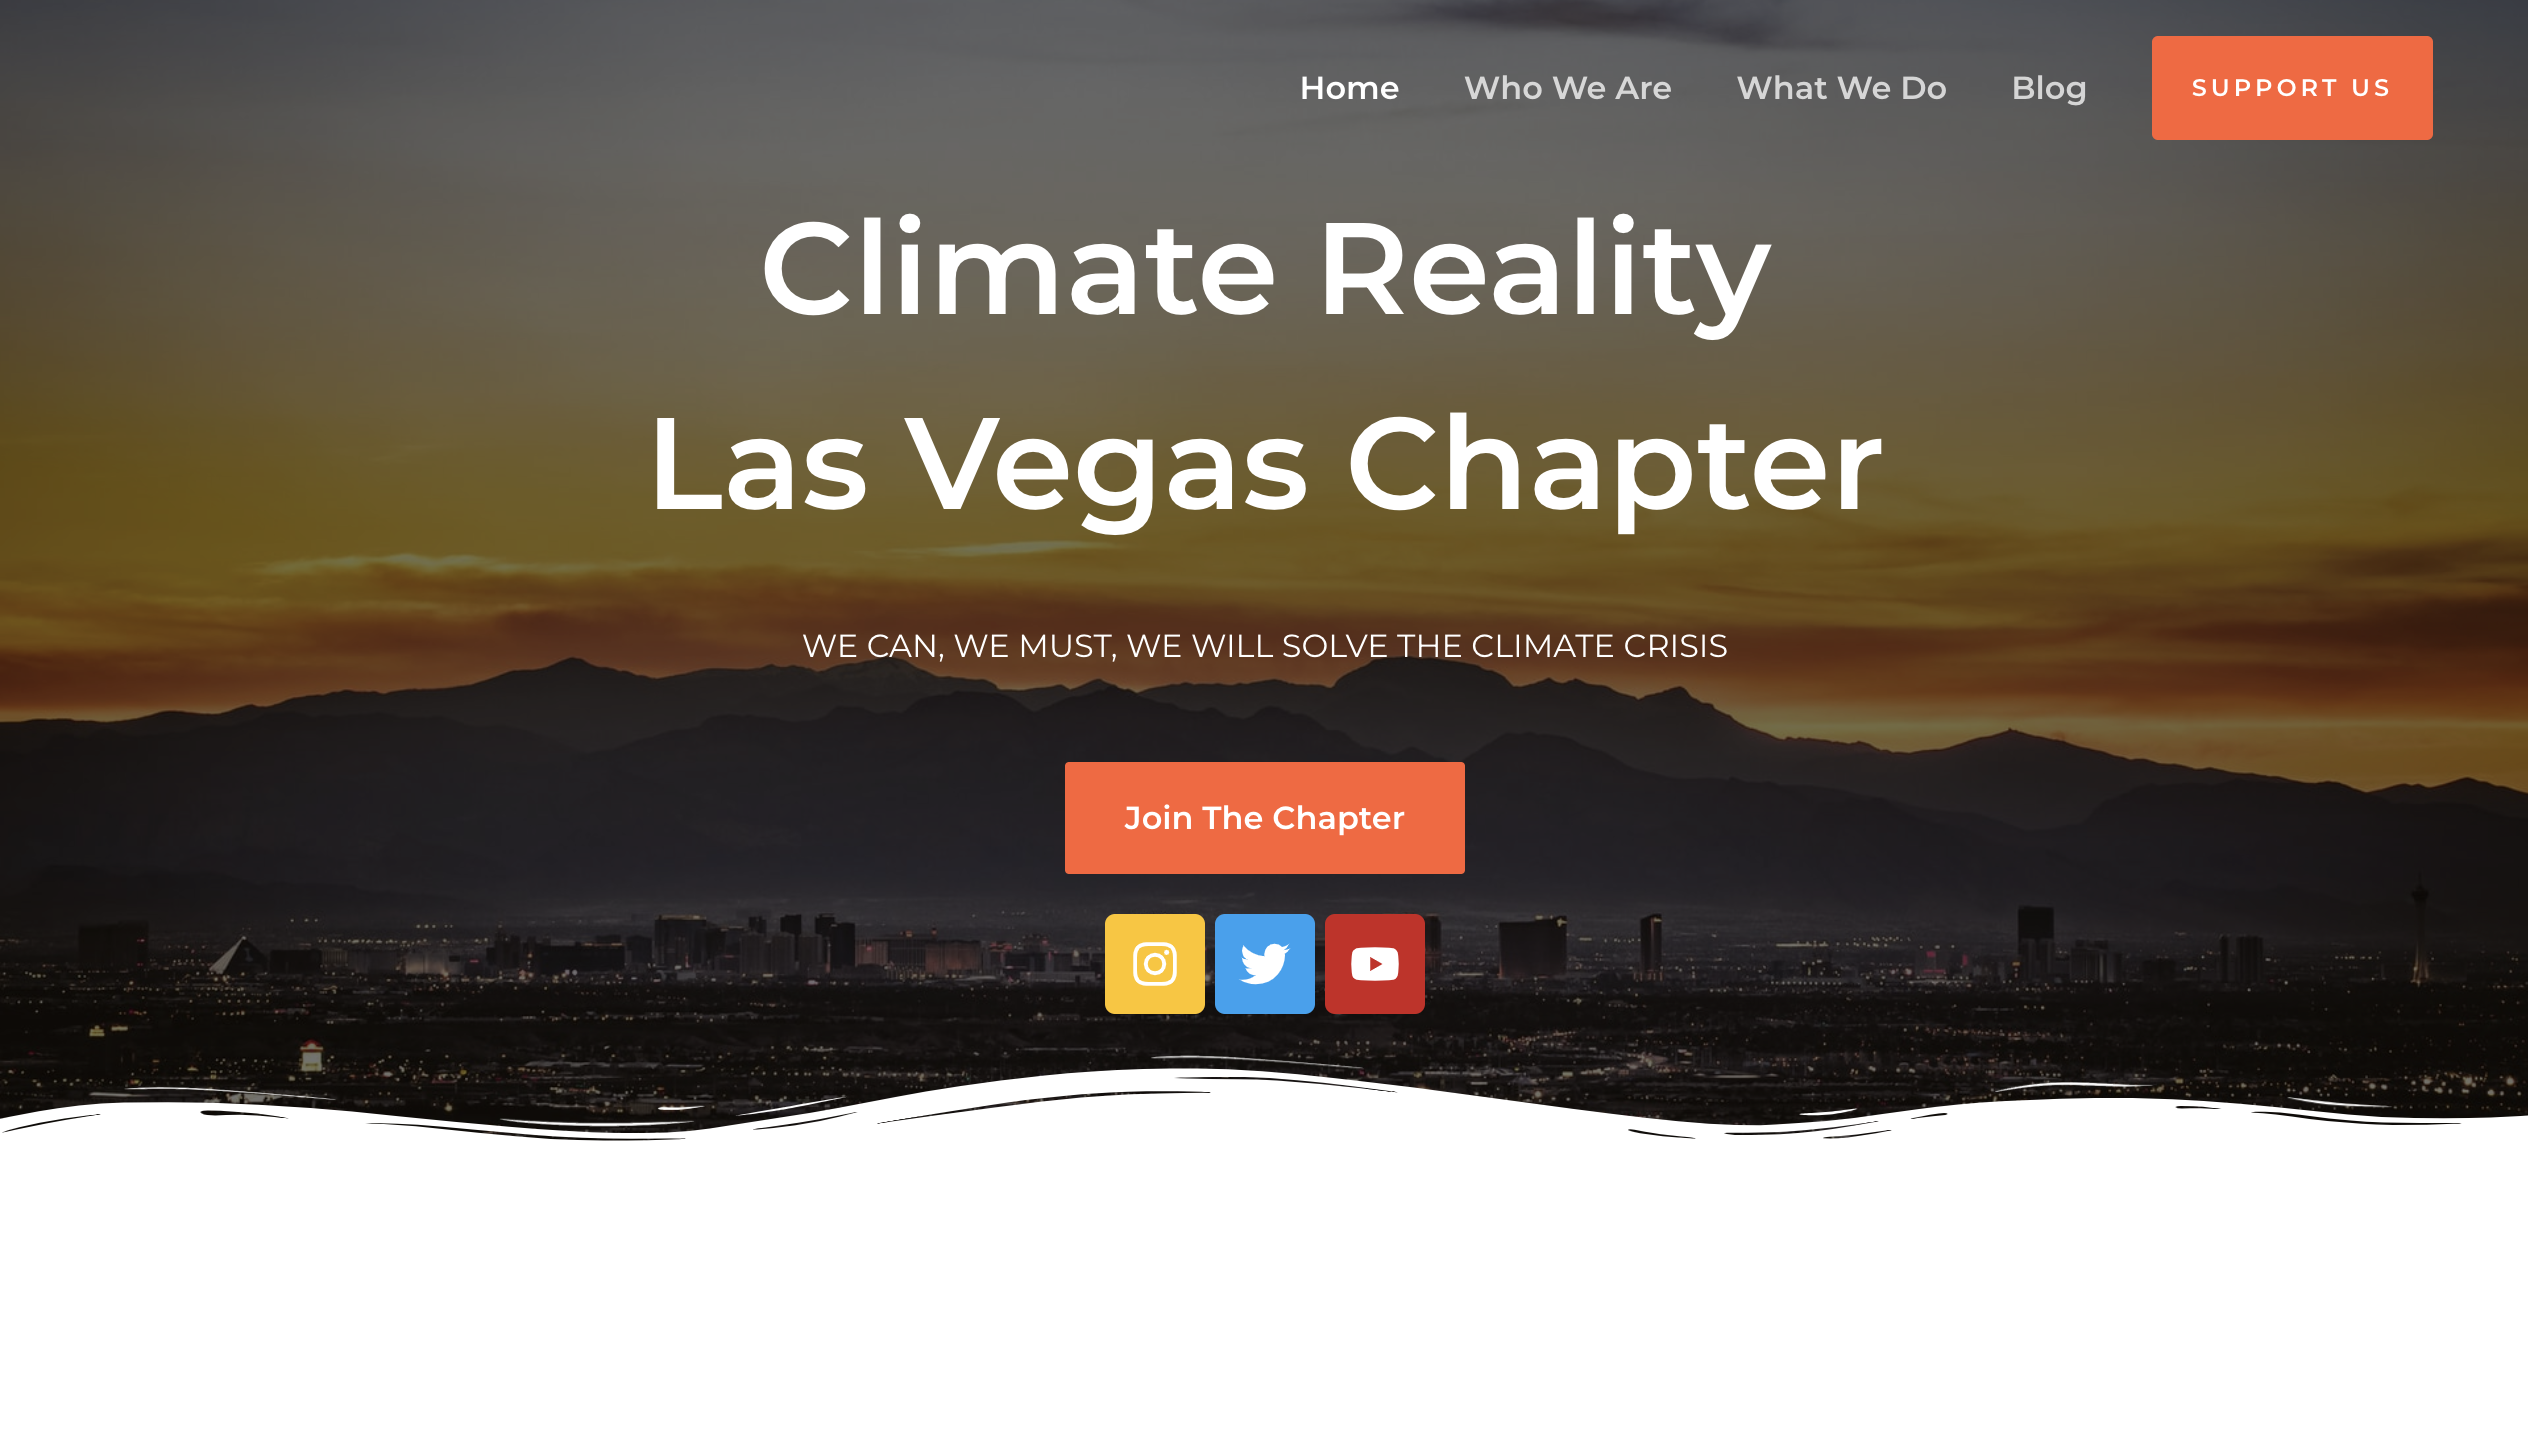 Home Who We Are What We Do Blog SUPPORT US
Climate Reality
Las Vegas Chapter
WE CAN, WE MUST, WE WILL SOLVE THE CLIMATE CRISIS
Join The Chapter